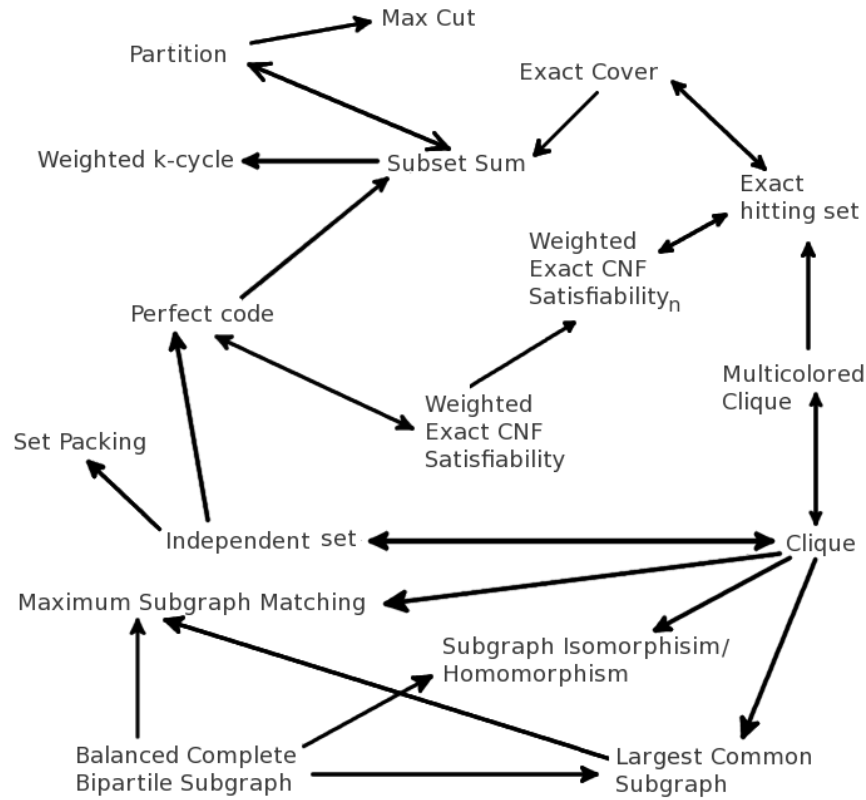 Max Cut
Partition
Exact Cover
Weighted k-cycle
Subset Sum
Exact
hitting set
Weighted
Exact CNF
Satisfiability_n
Perfect code
Multicolored
Clique
Weighted
Exact CNF
Satisfiability
Set Packing
Independent set
Clique
Maximum Subgraph Matching
Subgraph Isomorphisim/
Homomorphism
Balanced Complete
Bipartile Subgraph
Largest Common
Subgraph